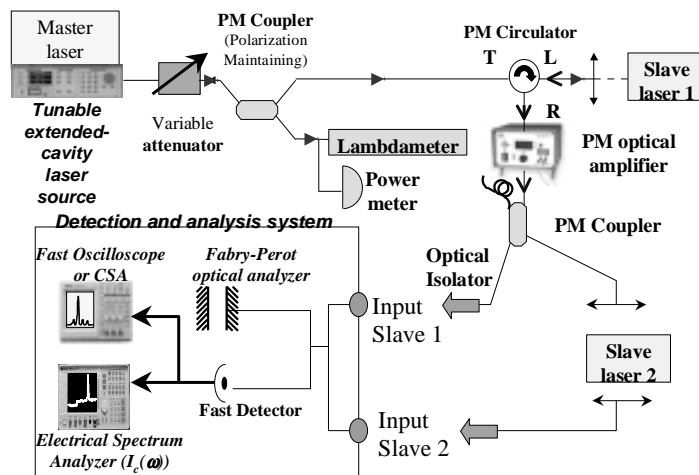 Master
laser
Tunable
extended-
cavity
laser
source
Variable
attenuator
PM Coupler
(Polarization
Maintaining)
Lambdameter
Power
meter
PM Circulator
T
L
R
Slave
laser 1
PM optical
amplifier
PM Coupler
Optical
Isolator
Slave
laser 2
Detection and analysis system
Fast Oscilloscope
or CSA
Fabry-Perot
optical analyzer
Input
Slave 1
Fast Detector
Input
Slave 2
Electrical Spectrum
Analyzer (Ic(ω))